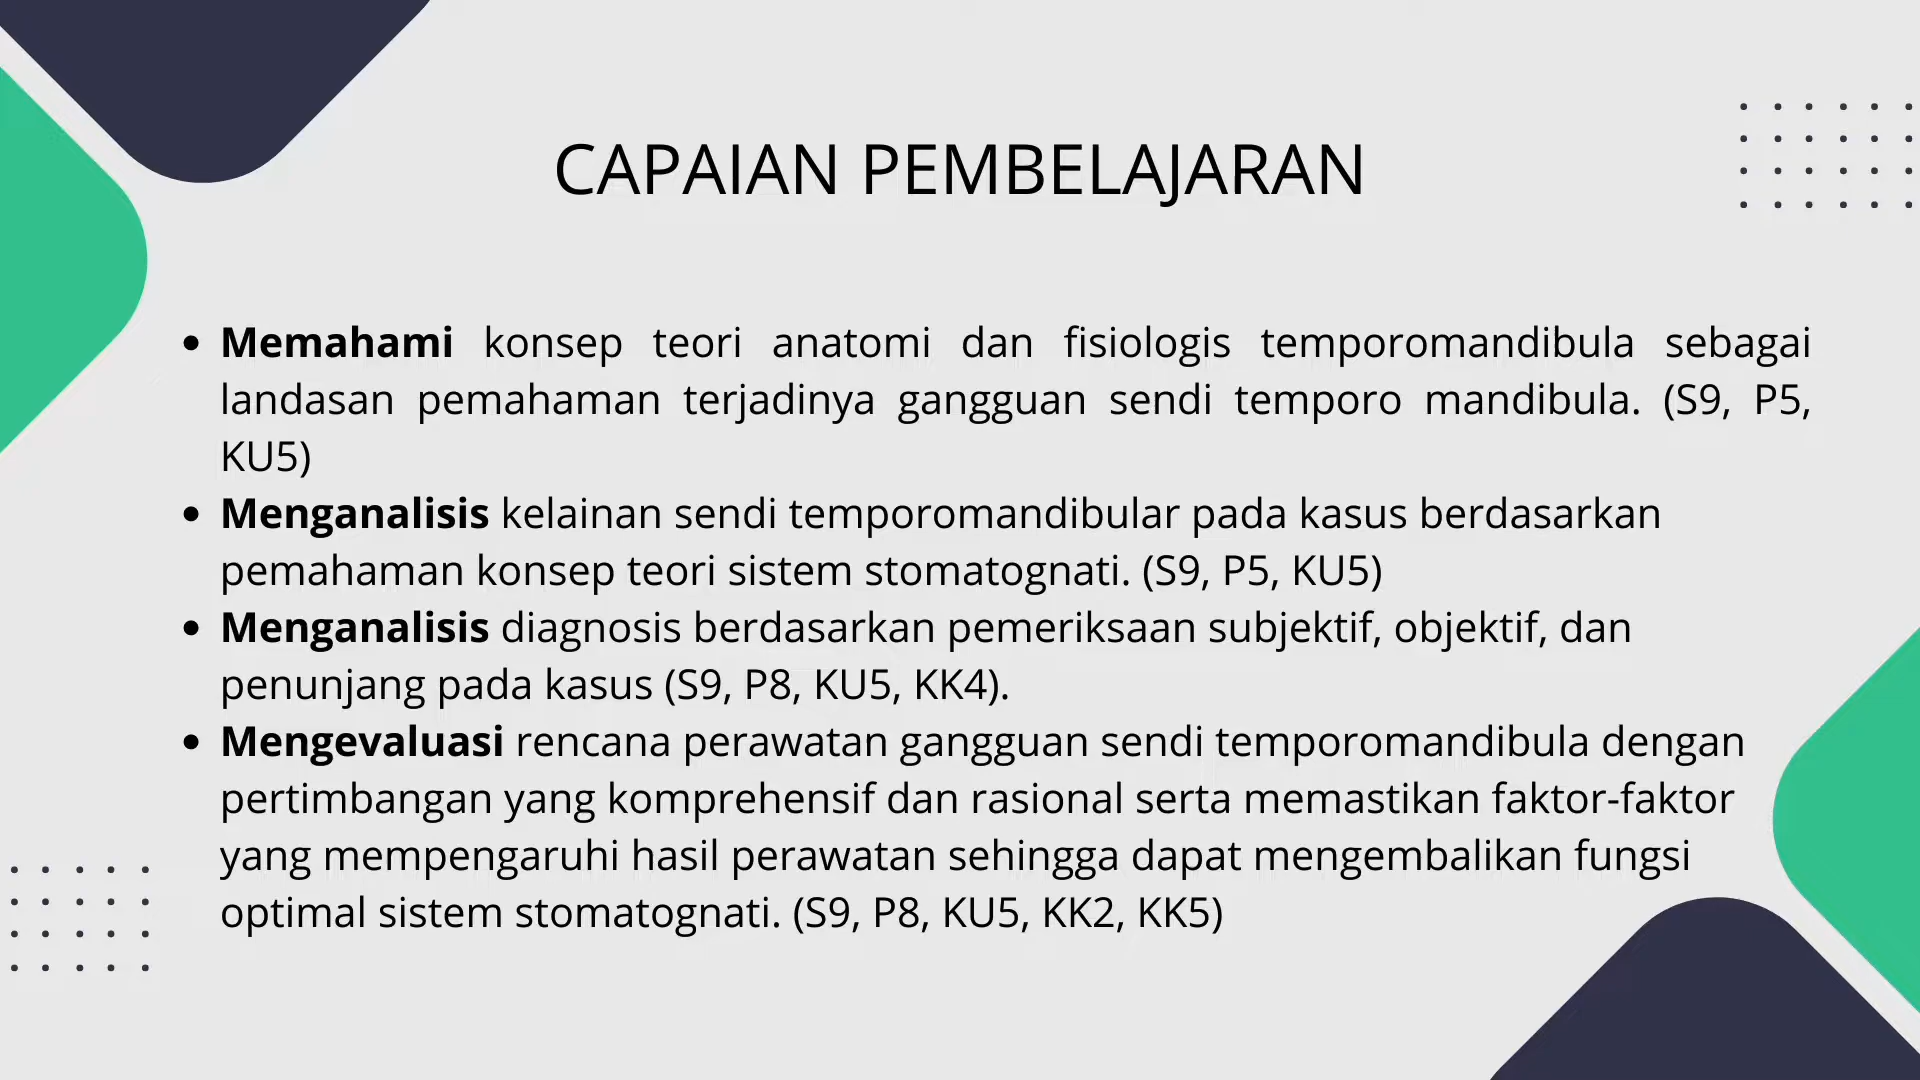 CAPAIAN PEMBELAJARAN
• Memahami konsep teori anatomi dan fisiologis temporomandibula sebagai
landasan pemahaman terjadinya gangguan sendi temporo mandibula. (S9, P5,
KU5)
• Menganalisis kelainan sendi temporomandibular pada kasus berdasarkan
pemahaman konsep teori sistem stomatognati. (S9, P5, KU5)
• Menganalisis diagnosis berdasarkan pemeriksaan subjektif, objektif, dan
penunjang pada kasus (S9, P8, KU5, KK4).
• Mengevaluasi rencana perawatan gangguan sendi temporomandibula dengan
pertimbangan yang komprehensif dan rasional serta memastikan faktor-faktor
yang mempengaruhi hasil perawatan sehingga dapat mengembalikan fungsi
optimal sistem stomatognati. (S9, P8, KU5, KK2, KK5)